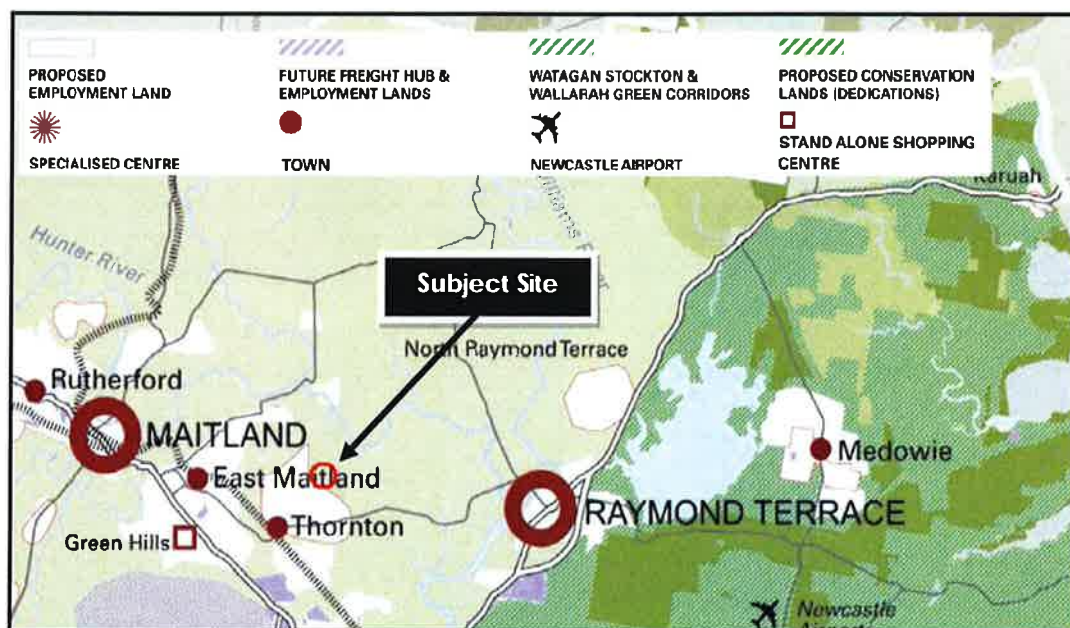 PROPOSED
EMPLOYMENT LAND
FUTURE FREIGHT HUB &
EMPLOYMENT LANDS
WATAGAN STOCKTON &
WALLARAH GREEN CORRIDORS
PROPOSED CONSERVATION
LANDS (DEDICATIONS)
SPECIALISED CENTRE
TOWN
NEWCASTLE AIRPORT
STAND ALONE SHOPPING
CENTRE
Karuah
Hunter River
Williams
Subject Site
North Raymond Terrace
Rutherford
MAITLAND
East Maitland
Medowie
RAYMOND TERRACE
Thornton
Green Hills
Newcastle